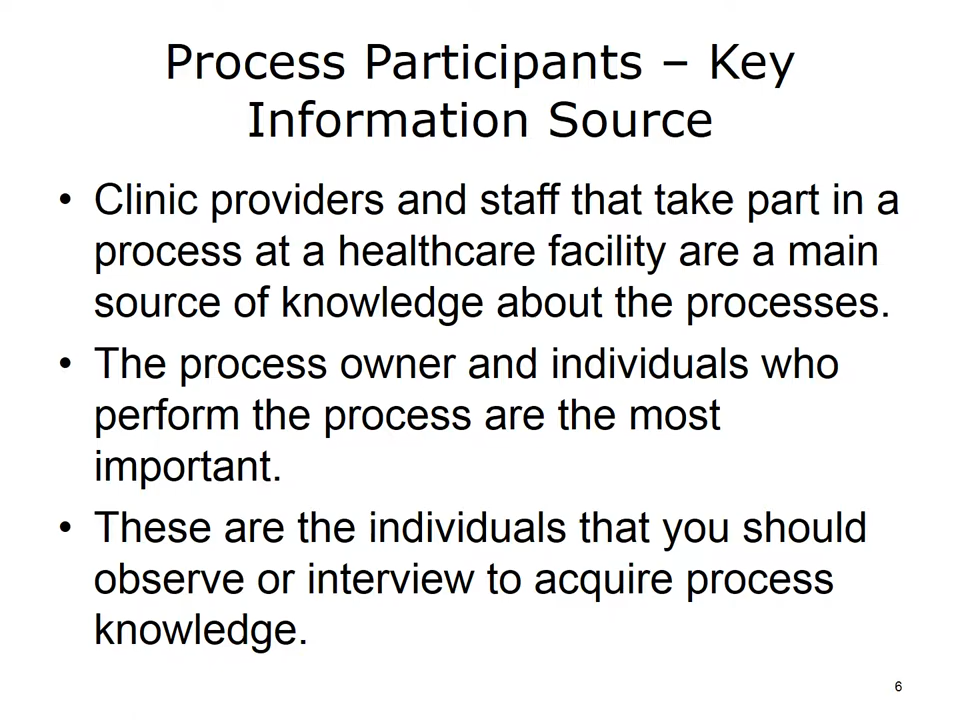 Process Participants – Key
Information Source
• Clinic providers and staff that take part in a
process at a healthcare facility are a main
source of knowledge about the processes.
• The process owner and individuals who
perform the process are the most
important.
• These are the individuals that you should
observe or interview to acquire process
knowledge.
6